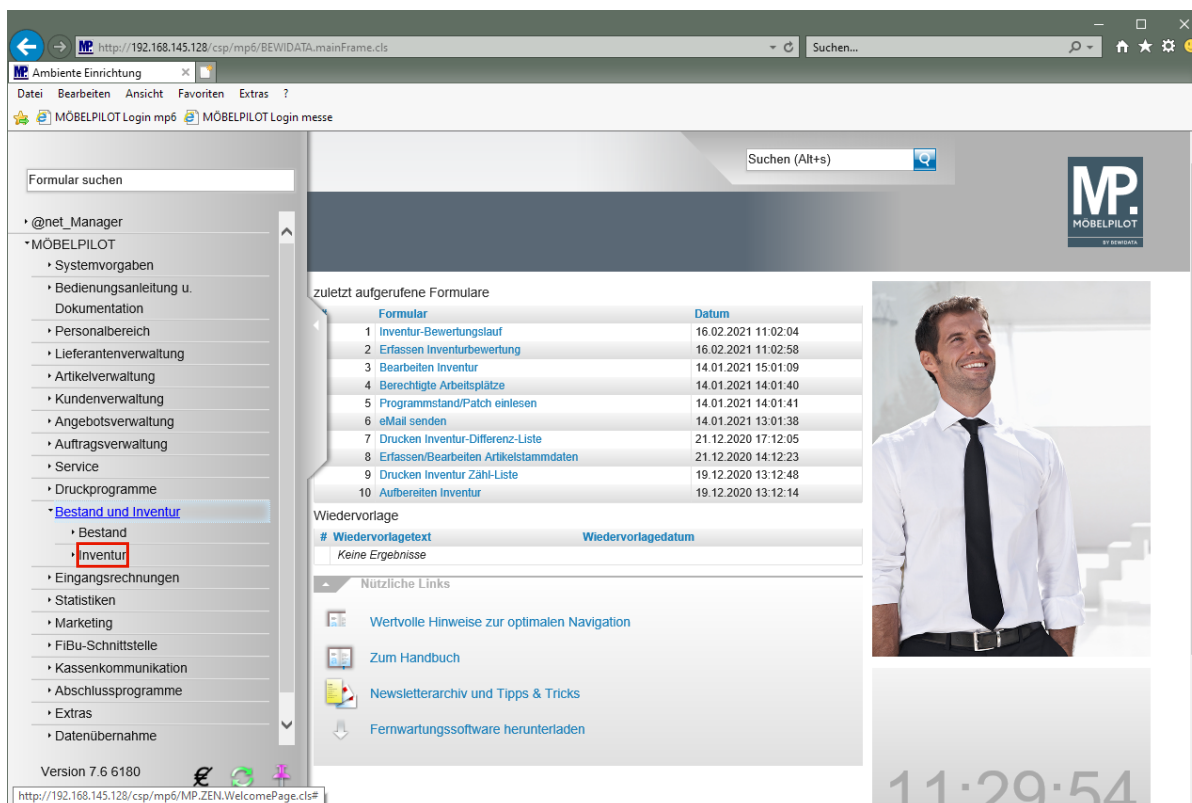 http://192.168.145.128/csp/mp6/BEWIDATA.mainFrame.cls
Suchen...
Ambiente Einrichtung
Datei Bearbeiten Ansicht Favoriten Extras ?
MÖBELPILOT Login mp6 MÖBELPILOT Login messe
Suchen (Alt+s)
Formular suchen
MP.
MÖBELPILOT
BY BEWIDATA
@net_Manager
MÖBELPILOT
Systemvorgaben
Bedienungsanleitung u.
Dokumentation
Personalbereich
Lieferantenverwaltung
Artikelverwaltung
Kundenverwaltung
Angebotsverwaltung
Auftragsverwaltung
Service
Druckprogramme
Bestand und Inventur
Bestand
Inventur
Eingangsrechnungen
Statistiken
Marketing
FiBu-Schnittstelle
Kassenkommunikation
Abschlussprogramme
Extras
Datenübernahme
Version 7.6 6180
http://192.168.145.128/csp/mp6/MP.ZEN.WelcomePage.cls#
zuletzt aufgerufene Formulare
Formular Datum
1 Inventur-Bewertungslauf 16.02.2021 11:02:04
2 Erfassen Inventurbewertung 16.02.2021 11:02:58
3 Bearbeiten Inventur 14.01.2021 15:01:09
4 Berechtigte Arbeitsplätze 14.01.2021 14:01:40
5 Programmstand/Patch einlesen 14.01.2021 14:01:41
6 eMail senden 14.01.2021 13:01:38
7 Drucken Inventur-Differenz-Liste 21.12.2020 17:12:05
8 Erfassen/Bearbeiten Artikelstammdaten 21.12.2020 14:12:23
9 Drucken Inventur Zähl-Liste 19.12.2020 13:12:48
10 Aufbereiten Inventur 19.12.2020 13:12:14
Wiedervorlage
# Wiedervorlagetext Wiedervorlagedatum
Keine Ergebnisse
Nützliche Links
Wertvolle Hinweise zur optimalen Navigation
Zum Handbuch
Newsletterarchiv und Tipps & Tricks
Fernwartungssoftware herunterladen
11:29:54